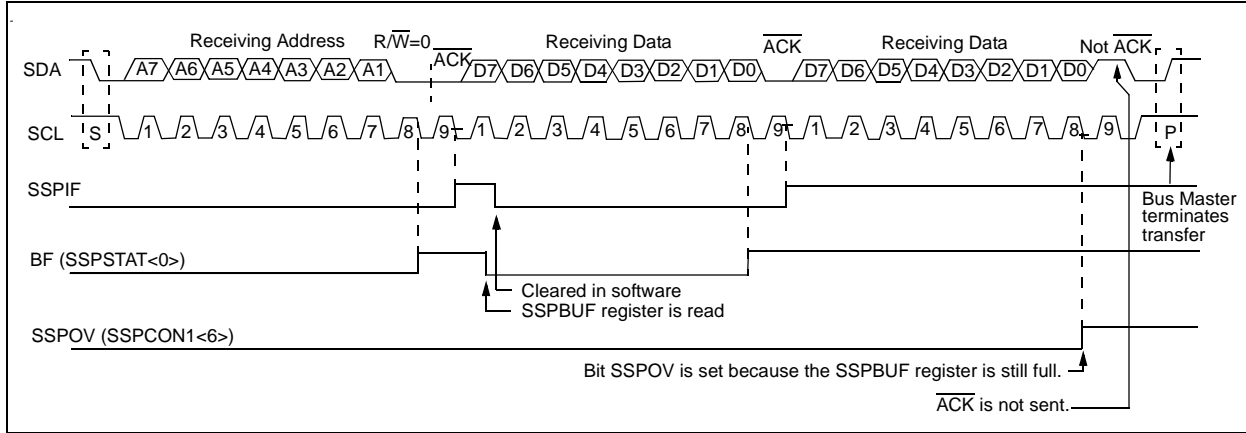 Receiving Address R/W̅=0 Receiving Data A̅C̅K̅ Receiving Data Not A̅C̅K̅
A̅C̅K̅
SDA A7 A6 A5 A4 A3 A2 A1 D7 D6 D5 D4 D3 D2 D1 D0 D7 D6 D5 D4 D3 D2 D1 D0
SCL S 1 2 3 4 5 6 7 8 9 1 2 3 4 5 6 7 8 9 1 2 3 4 5 6 7 8 9 P
SSPIF
Bus Master
terminates
transfer
BF (SSPSTAT<0>)
Cleared in software
SSPBUF register is read
SSPOV (SSPCON1<6>)
Bit SSPOV is set because the SSPBUF register is still full.
A̅C̅K̅ is not sent.